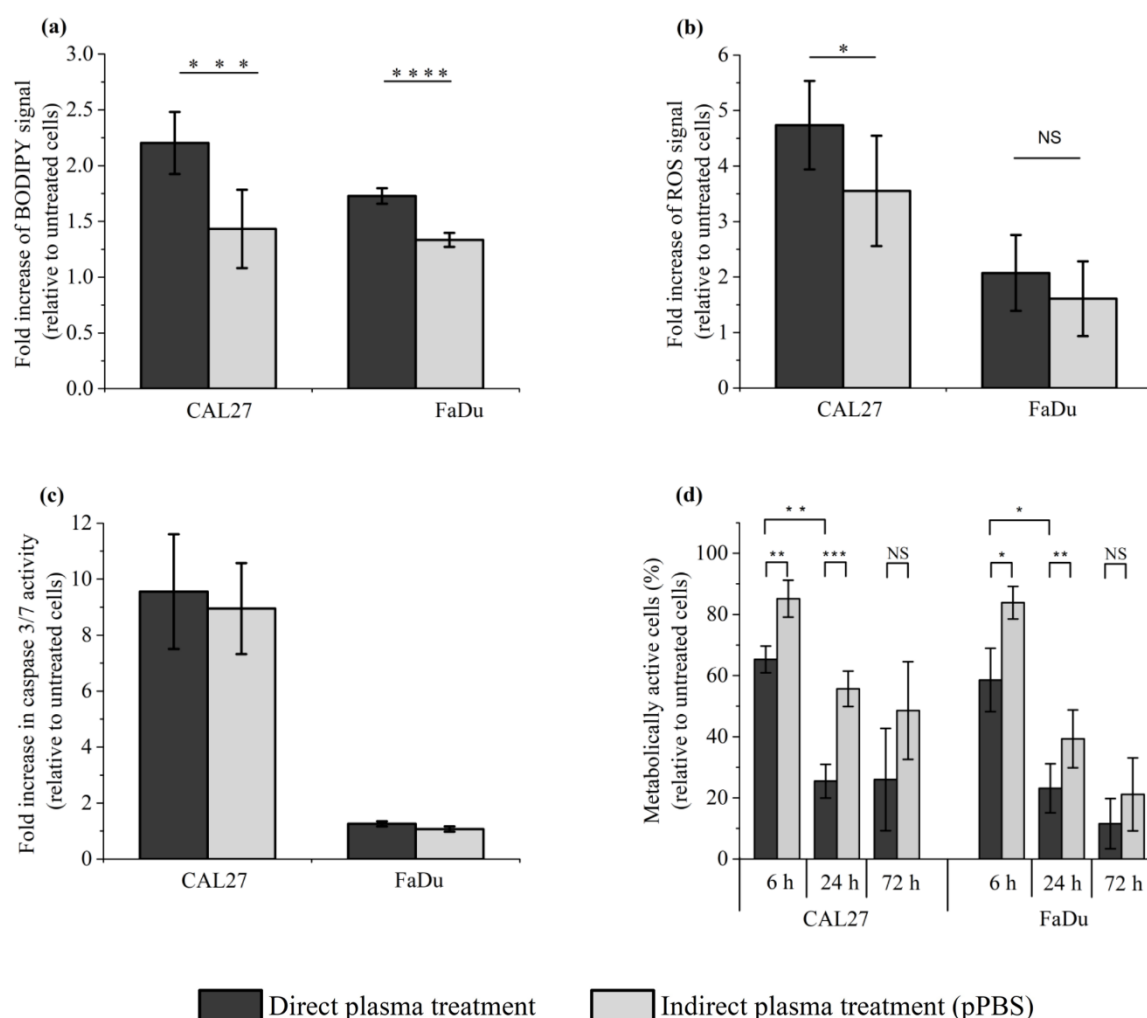 (a)
Fold increase of BODIPY signal
(relative to untreated cells)
3.0
2.5
2.0
1.5
1.0
0.5
0.0
* * *
****
CAL27
FaDu
(b)
Fold increase of ROS signal
(relative to untreated cells)
6
5
4
3
2
1
0
*
NS
CAL27
FaDu
(c)
Fold increase in caspase 3/7 activity
(relative to untreated cells)
12
10
8
6
4
2
0
CAL27
FaDu
(d)
Metabolically active cells (%)
(relative to untreated cells)
100
80
60
40
20
0
* *
*
**
***
NS
*
**
NS
6 h
24 h
72 h
6 h
24 h
72 h
CAL27
FaDu
Direct plasma treatment
Indirect plasma treatment (pPBS)